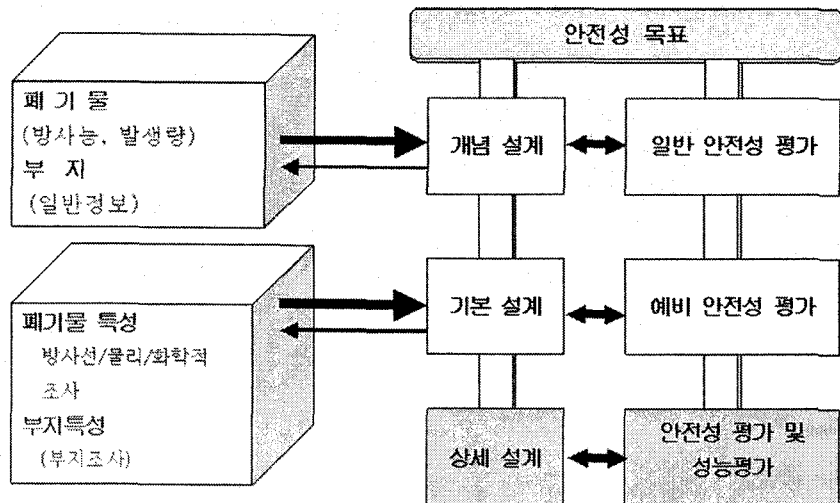 안전성 목표
폐 기 물
(방사능, 발생량)
부 지
(일반정보)
개념 설계
일반 안전성 평가
폐기물 특성
방사선/물리/화학적
조사
부지특성
(부지조사)
기본 설계
예비 안전성 평가
상세 설계
안전성 평가 및
성능평가